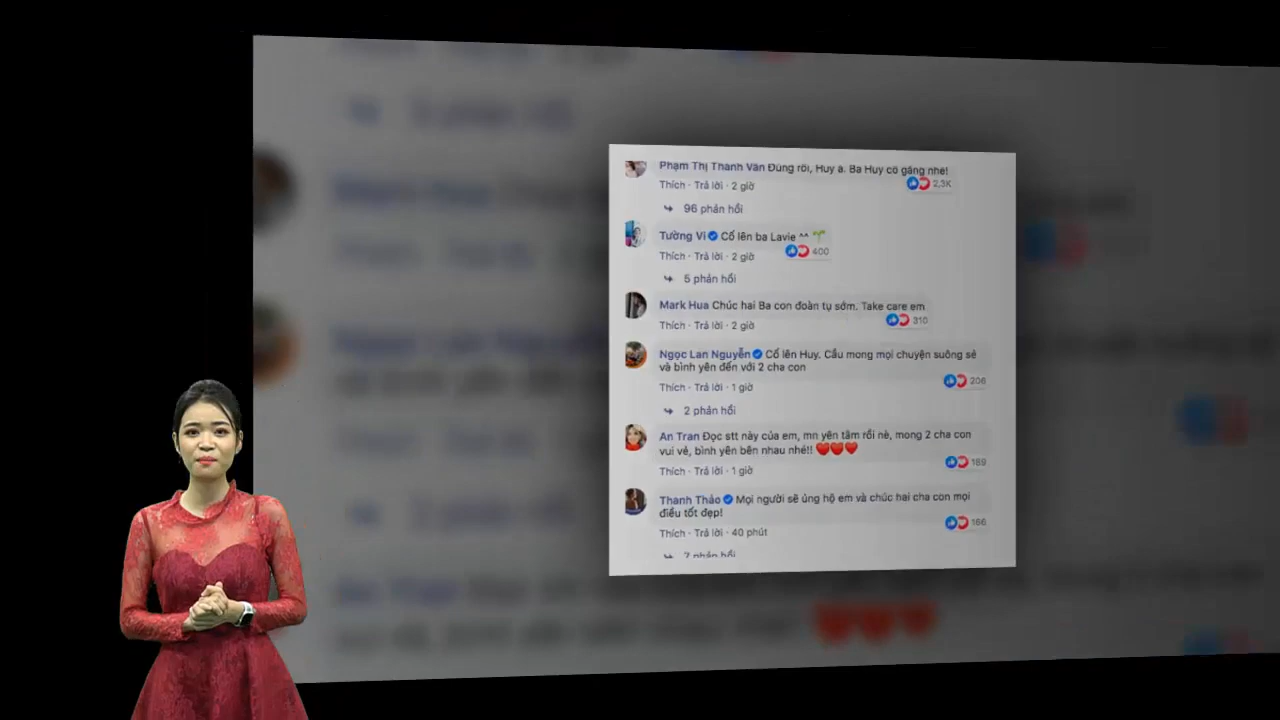 Phạm Thị Thanh Vân Đúng rồi, Huy à. Ba Huy cố gắng nhe!
Thích · Trả lời · 2 giờ 2,3K
96 phản hồi
Tường Vi Cố lên ba Lavie ^^
Thích · Trả lời · 2 giờ 400
5 phản hồi
Mark Hua Chúc hai Ba con đoàn tụ sớm. Take care em
Thích · Trả lời · 2 giờ 310
Ngọc Lan Nguyễn Cố lên Huy. Cầu mong mọi chuyện suông sẻ
và bình yên đến với 2 cha con
Thích · Trả lời · 1 giờ 206
2 phản hồi
An Tran Đọc stt này của em, mn yên tâm rồi nè, mong 2 cha con
vui vẻ, bình yên bên nhau nhé!! ❤❤❤
Thích · Trả lời · 1 giờ 189
Thanh Thảo Mọi người sẽ ủng hộ em và chúc hai cha con mọi
điều tốt đẹp!
Thích · Trả lời · 40 phút 166
7 phản hồi